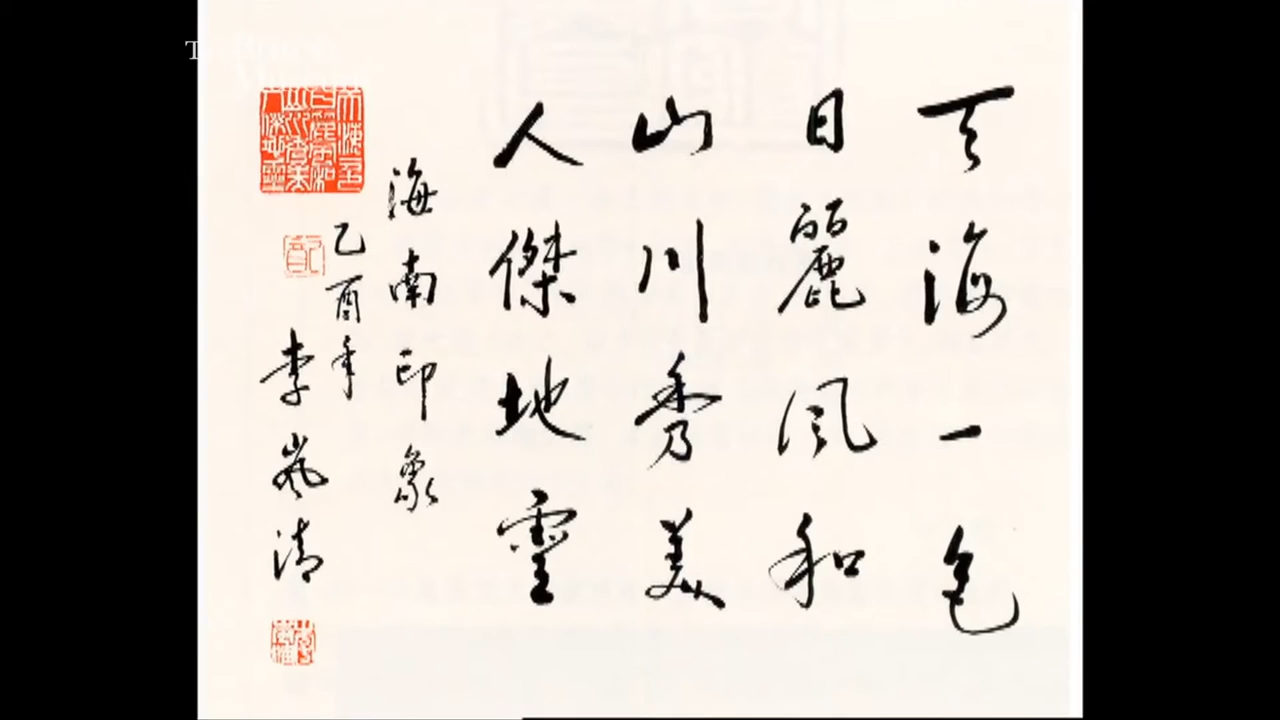 天海一色
日麗風和
山川秀美
人傑地靈
海南印象
乙酉年
李嵐清